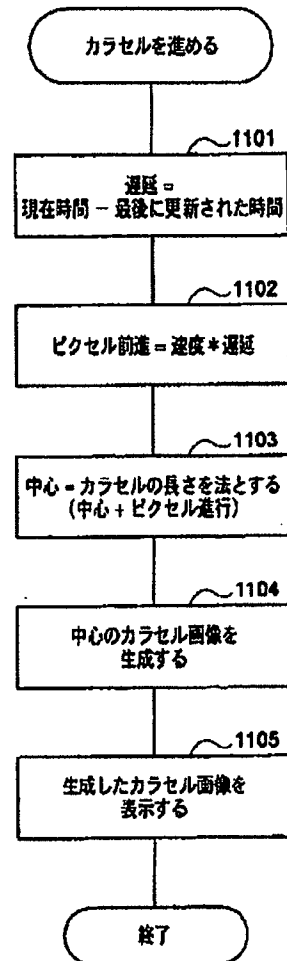 カラセルを進める
1101
遅延 =
現在時間 − 最後に更新された時間
1102
ピクセル前進 = 速度 * 遅延
1103
中心 = カラセルの長さを法とする
(中心 + ピクセル進行)
1104
中心のカラセル画像を
生成する
1105
生成したカラセル画像を
表示する
終了